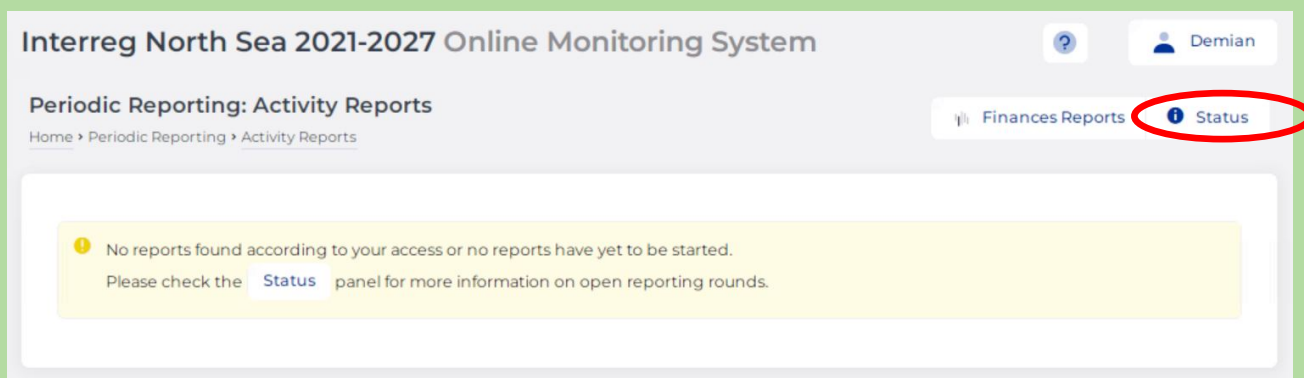 Interreg North Sea 2021-2027 Online Monitoring System
? Demian
Periodic Reporting: Activity Reports
Finances Reports
Status
Home › Periodic Reporting › Activity Reports
No reports found according to your access or no reports have yet to be started.
Please check the Status panel for more information on open reporting rounds.